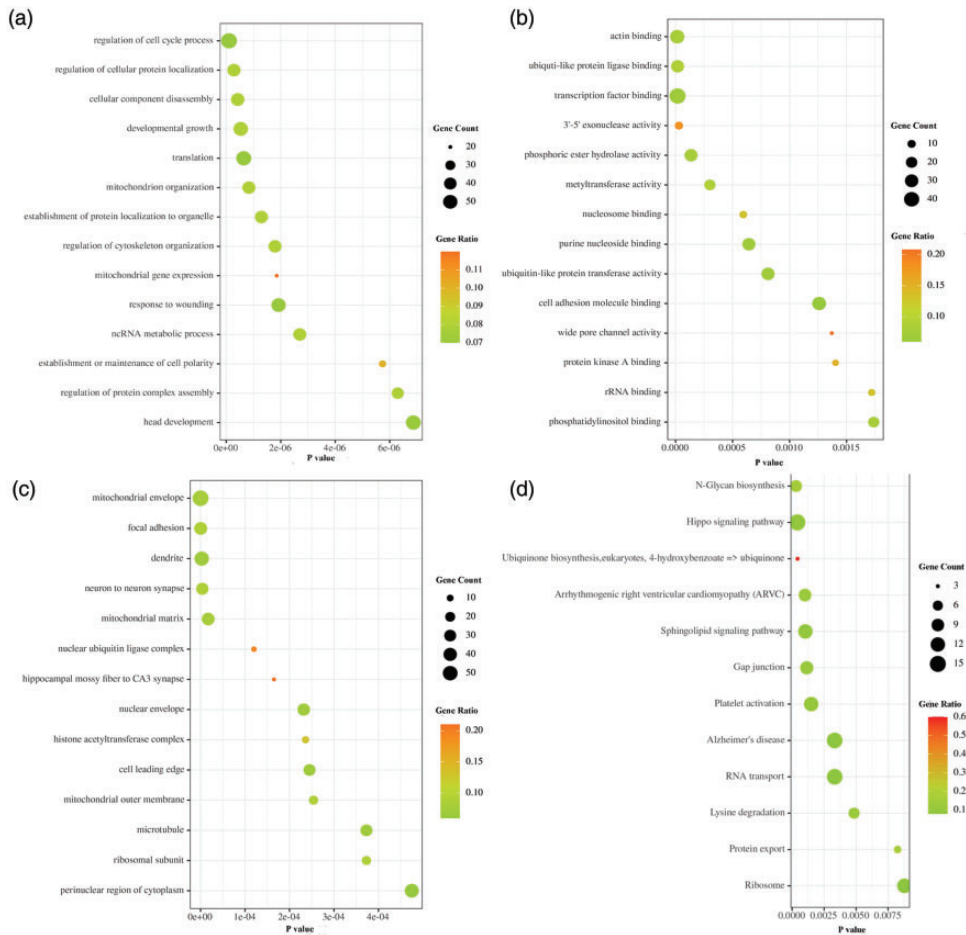 (a)
regulation of cell cycle process
regulation of cellular protein localization
cellular component disassembly
developmental growth
translation
mitochondrion organization
establishment of protein localization to organelle
regulation of cytoskeleton organization
mitochondrial gene expression
response to wounding
ncRNA metabolic process
establishment or maintenance of cell polarity
regulation of protein complex assembly
head development
0e+00 2e-06 4e-06 6e-06
P value
Gene Count
20
30
40
50
Gene Ratio
0.11
0.10
0.09
0.08
0.07
(b)
actin binding
ubiquti-like protein ligase binding
transcription factor binding
3'-5' exonuclease activity
phosphoric ester hydrolase activity
metyltransferase activity
nucleosome binding
purine nucleoside binding
ubiquitin-like protein transferase activity
cell adhesion molecule binding
wide pore channel activity
protein kinase A binding
rRNA binding
phosphatidylinositol binding
0.0000 0.0005 0.0010 0.0015
P value
Gene Count
10
20
30
40
Gene Ratio
0.20
0.15
0.10
(c)
mitochondrial envelope
focal adhesion
dendrite
neuron to neuron synapse
mitochondrial matrix
nuclear ubiquitin ligase complex
hippocampal mossy fiber to CA3 synapse
nuclear envelope
histone acetyltransferase complex
cell leading edge
mitochondrial outer membrane
microtubule
ribosomal subunit
perinuclear region of cytoplasm
0e+00 1e-04 2e-04 3e-04 4e-04
P value
Gene Count
10
20
30
40
50
Gene Ratio
0.20
0.15
0.10
(d)
N-Glycan biosynthesis
Hippo signaling pathway
Ubiquinone biosynthesis,eukaryotes, 4-hydroxybenzoate => ubiquinone
Arrhythmogenic right ventricular cardiomyopathy (ARVC)
Sphingolipid signaling pathway
Gap junction
Platelet activation
Alzheimer's disease
RNA transport
Lysine degradation
Protein export
Ribosome
0.0000 0.0025 0.0050 0.0075
P value
Gene Count
3
6
9
12
15
Gene Ratio
0.6
0.5
0.4
0.3
0.2
0.1